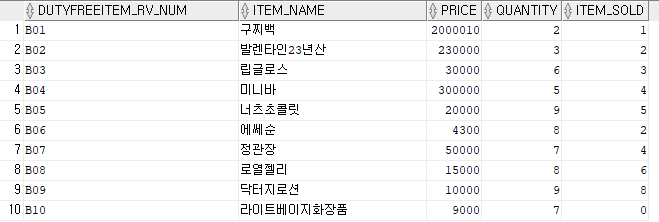 DUTYFREEITEM_RV_NUM ITEM_NAME PRICE QUANTITY ITEM_SOLD
1 B01 구찌백 2000010 2 1
2 B02 발렌타인23년산 230000 3 2
3 B03 립글로스 30000 6 3
4 B04 미니바 300000 5 4
5 B05 너츠초콜릿 20000 9 5
6 B06 에쎄순 4300 8 2
7 B07 정관장 50000 7 4
8 B08 로열젤리 15000 8 6
9 B09 닥터지로션 10000 9 8
10 B10 라이트베이지화장품 9000 7 0